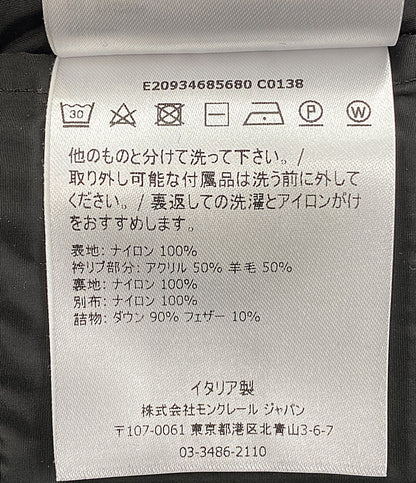 E20934685680 C0138
30 P W
他のものと分けて洗って下さい。/
取り外し可能な付属品は洗う前に外して
ください。/ 裏返しての洗濯とアイロンがけ
をおすすめします。
表地: ナイロン 100%
衿リブ部分: アクリル 50% 羊毛 50%
裏地: ナイロン 100%
別布: ナイロン 100%
詰物: ダウン 90% フェザー 10%
イタリア製
株式会社モンクレール ジャパン
〒107-0061 東京都港区北青山3-6-7
03-3486-2110